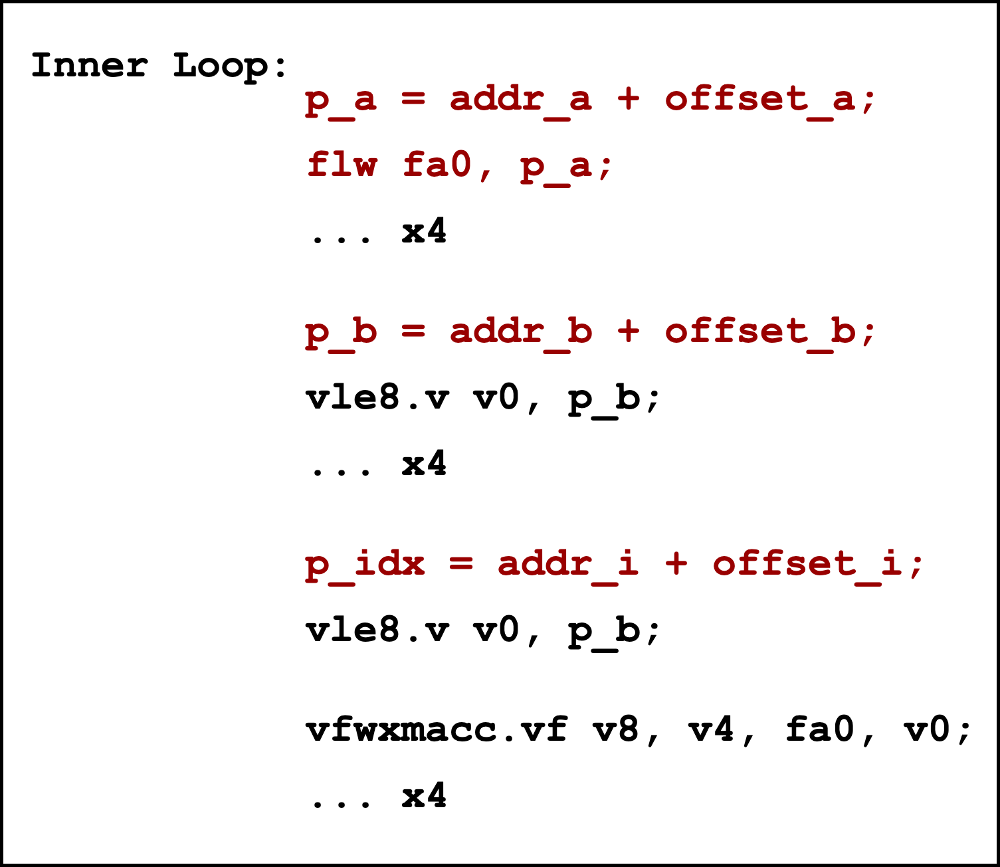 Inner Loop:
p_a = addr_a + offset_a;
flw fa0, p_a;
... x4
p_b = addr_b + offset_b;
vle8.v v0, p_b;
... x4
p_idx = addr_i + offset_i;
vle8.v v0, p_b;
vfwxmacc.vf v8, v4, fa0, v0;
... x4